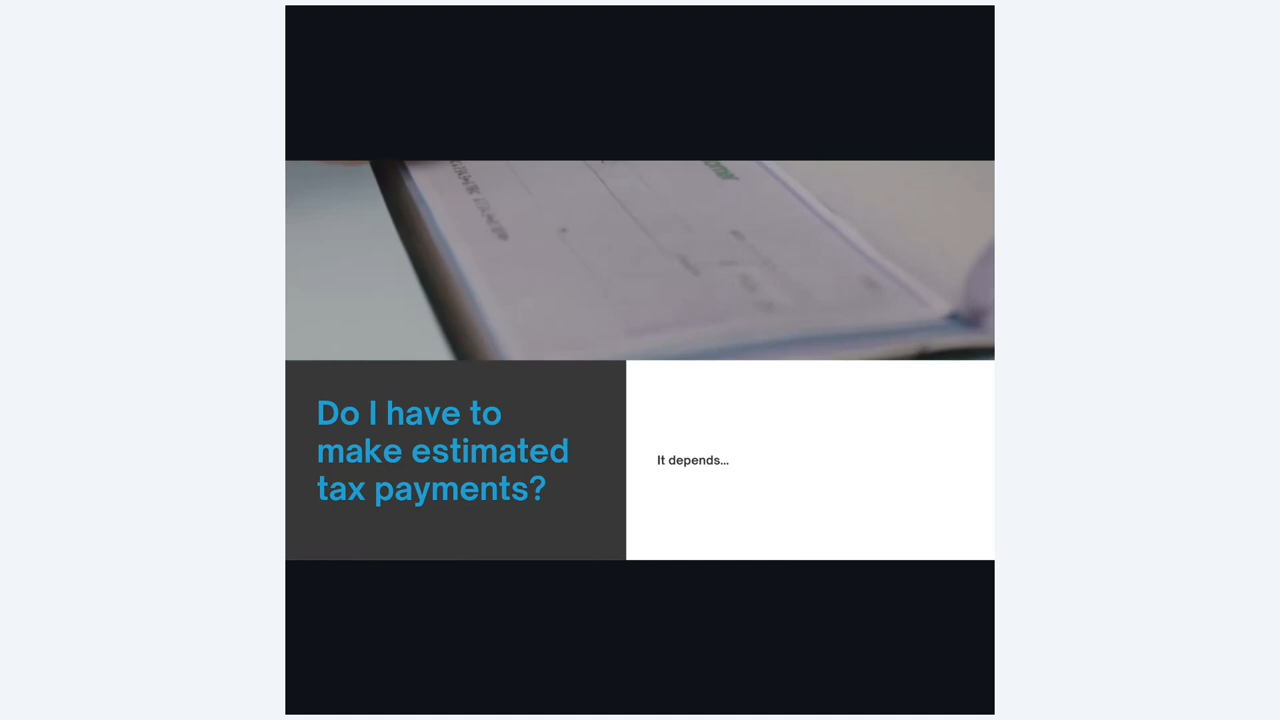 Do I have to
make estimated
tax payments?
It depends...